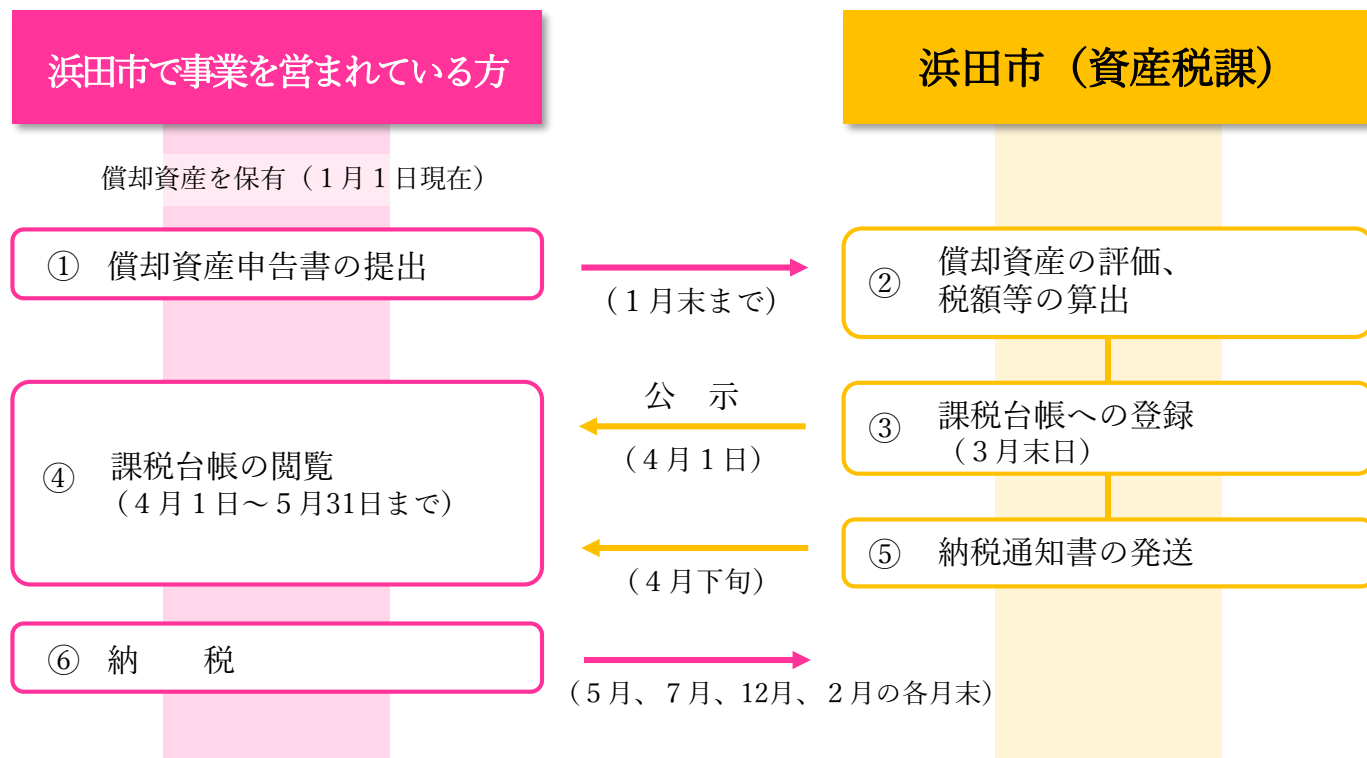 浜田市で事業を営まれている方
浜田市（資産税課）
償却資産を保有（１月１日現在）
① 償却資産申告書の提出
（１月末まで）
② 償却資産の評価、
税額等の算出
公　示
（４月１日）
③ 課税台帳への登録
（３月末日）
④ 課税台帳の閲覧
（４月１日～５月31日まで）
⑤ 納税通知書の発送
（４月下旬）
⑥ 納　　税
（５月、７月、12月、２月の各月末）